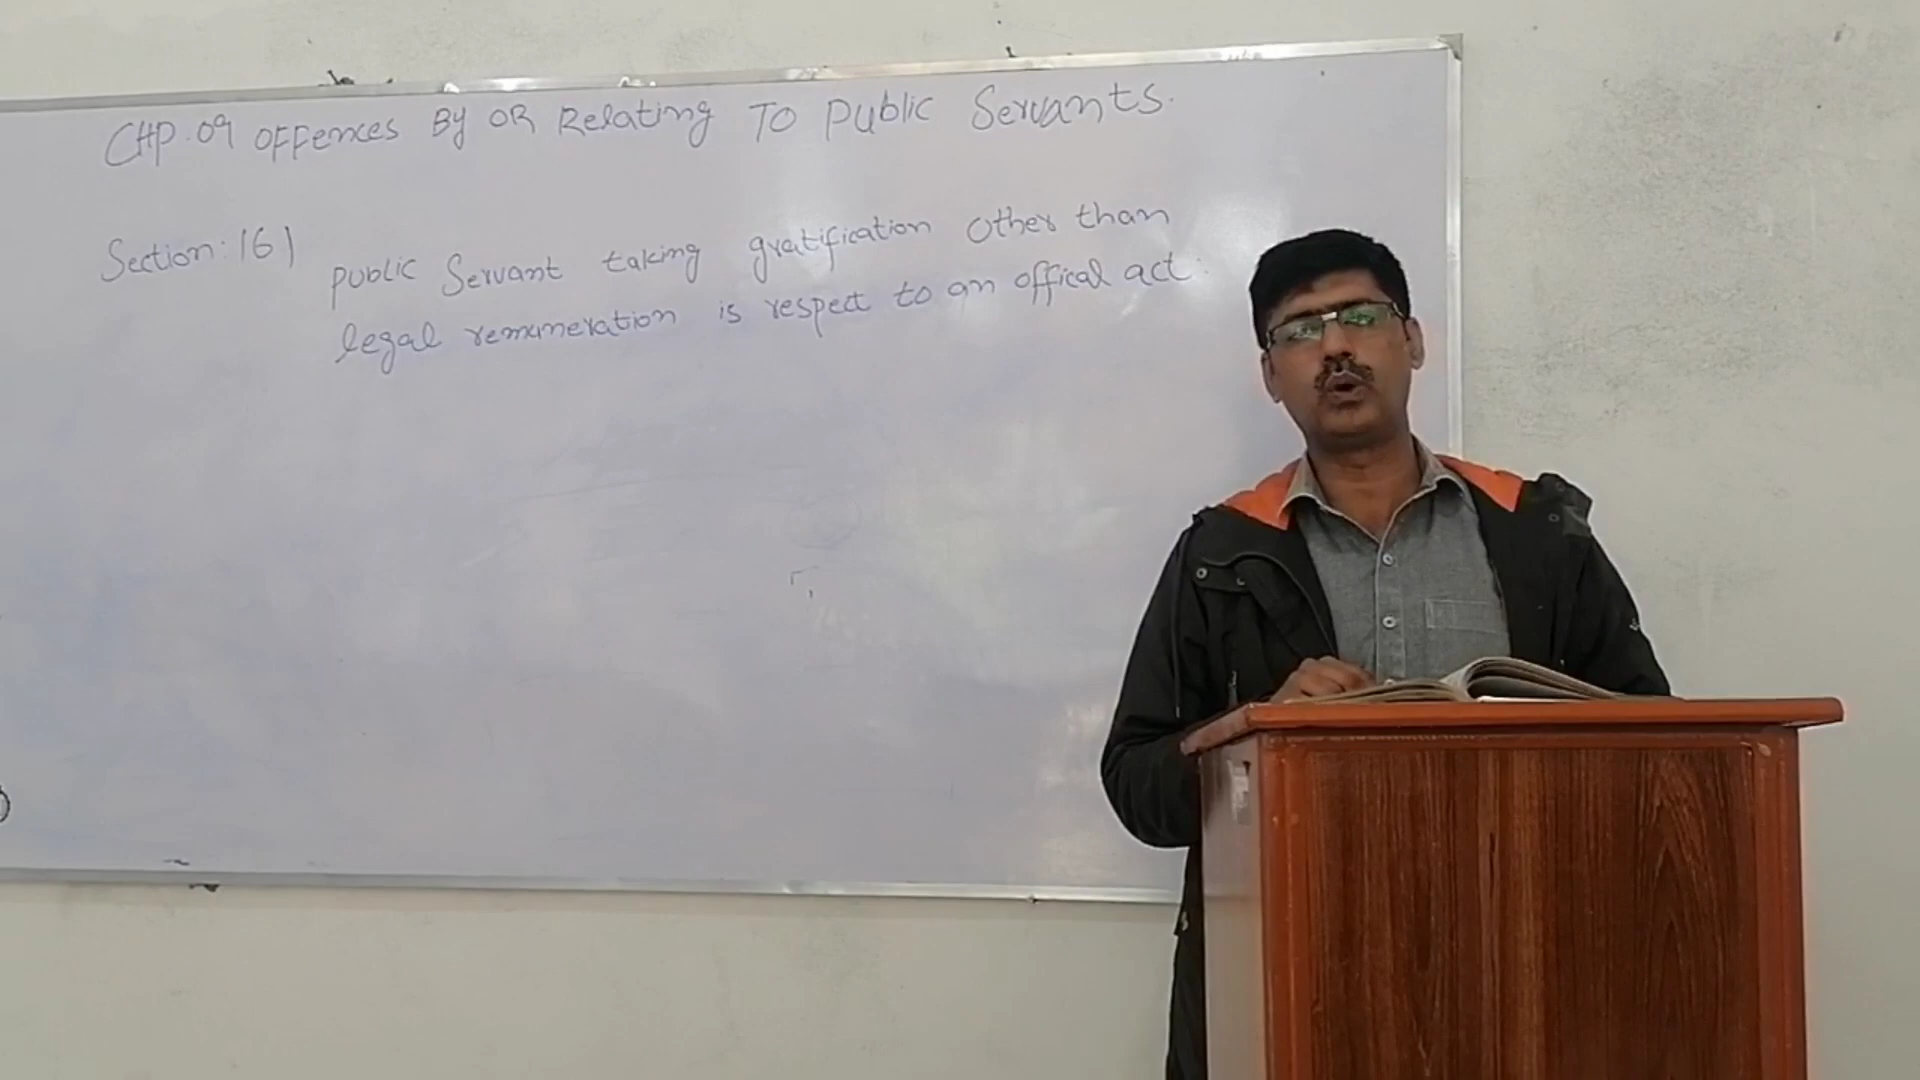 CHP.09 OFFences By OR Relating To Public Servants.
Section: 161
Public Servant taking gratification other than
legal remuneration is respect to an offical act.